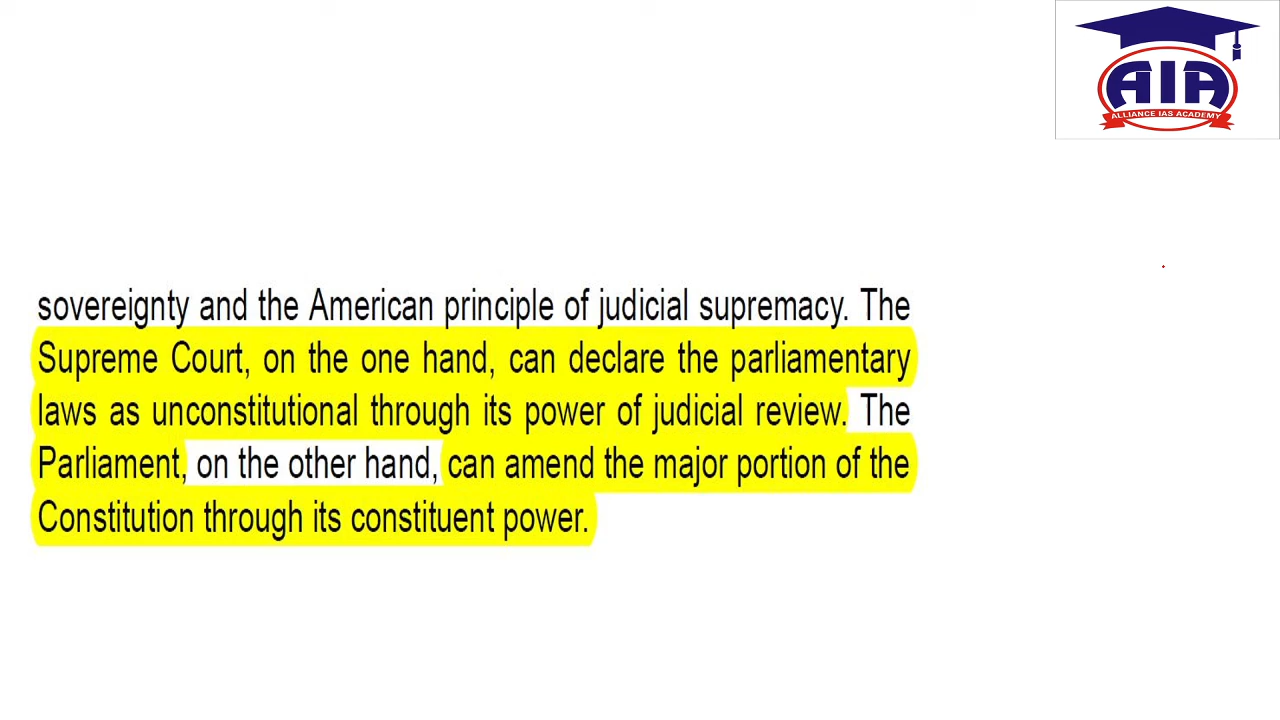 AIA
ALLIANCE IAS ACADEMY
sovereignty and the American principle of judicial supremacy. The
Supreme Court, on the one hand, can declare the parliamentary
laws as unconstitutional through its power of judicial review. The
Parliament, on the other hand, can amend the major portion of the
Constitution through its constituent power.